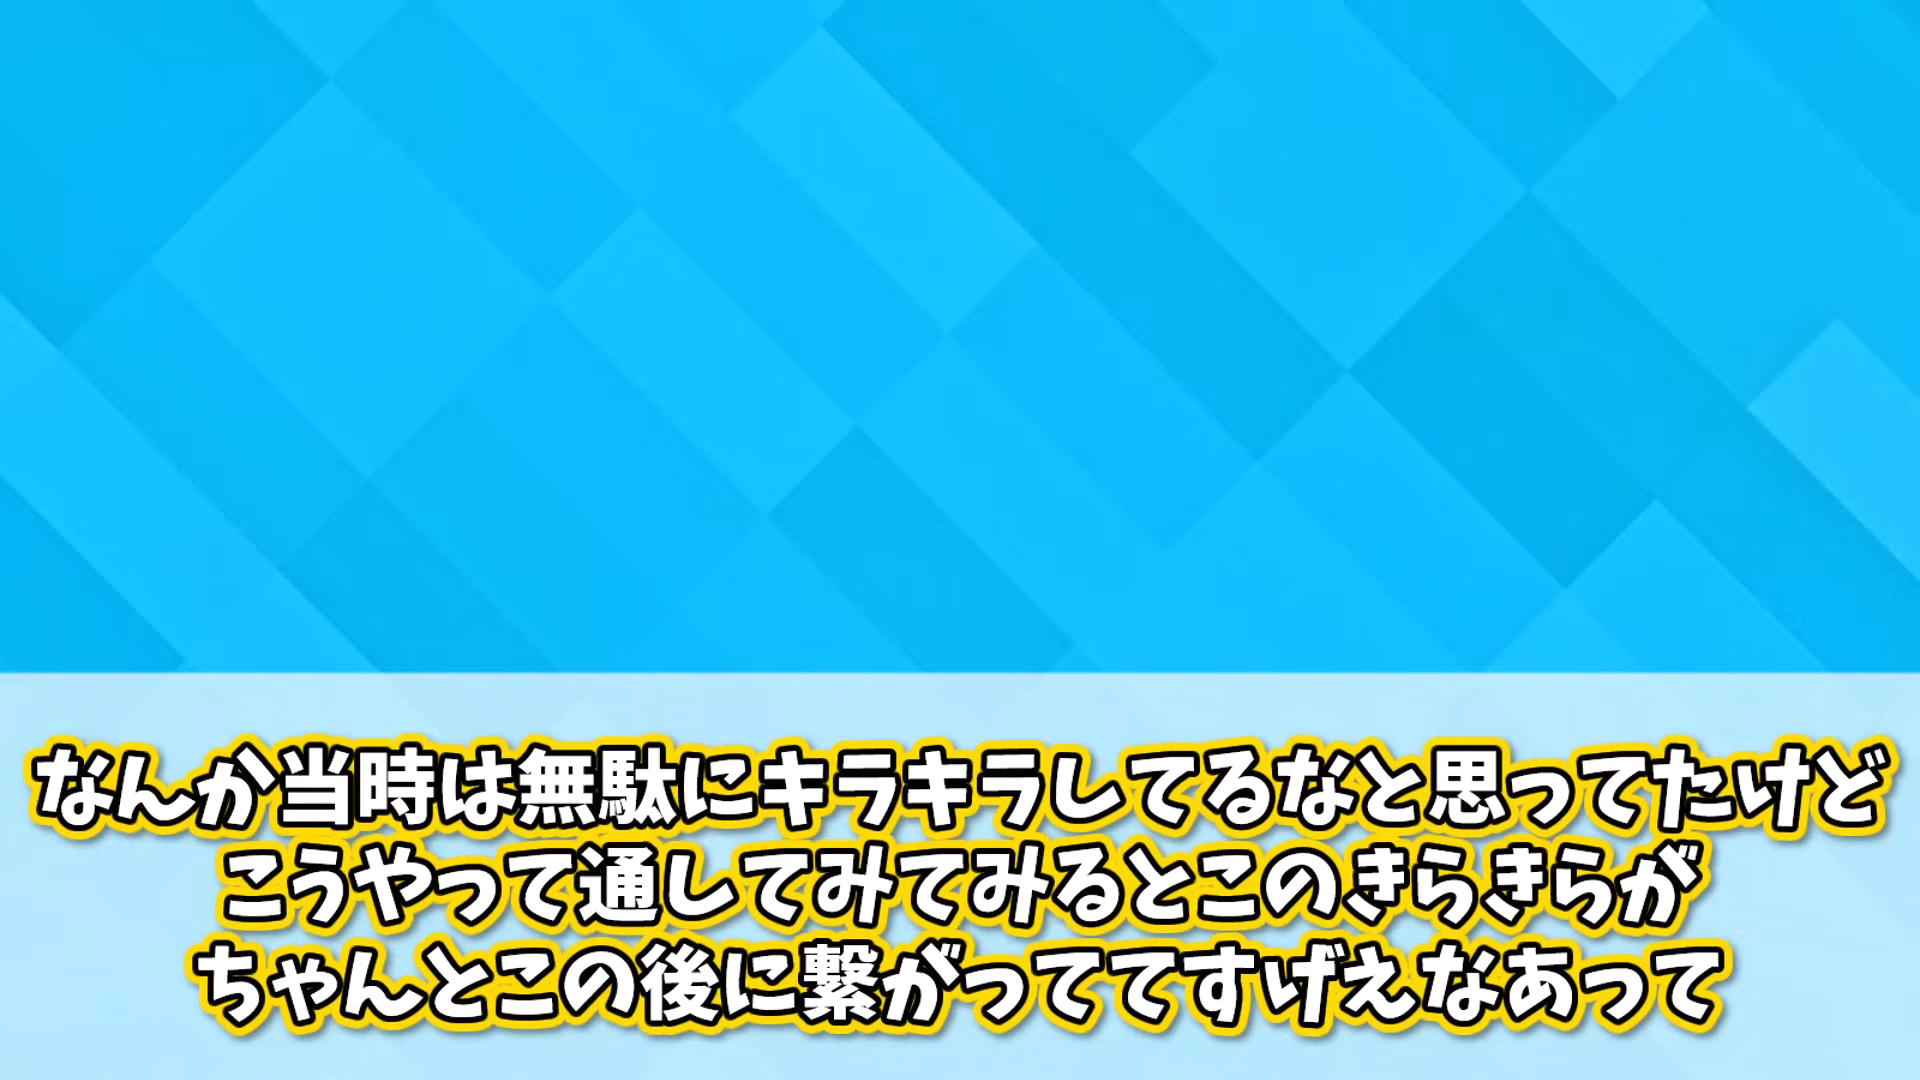 なんか当時は無駄にキラキラしてるなと思ってたけど
こうやって通してみてみるとこのきらきらが
ちゃんとこの後に繋がっててすげえなあって